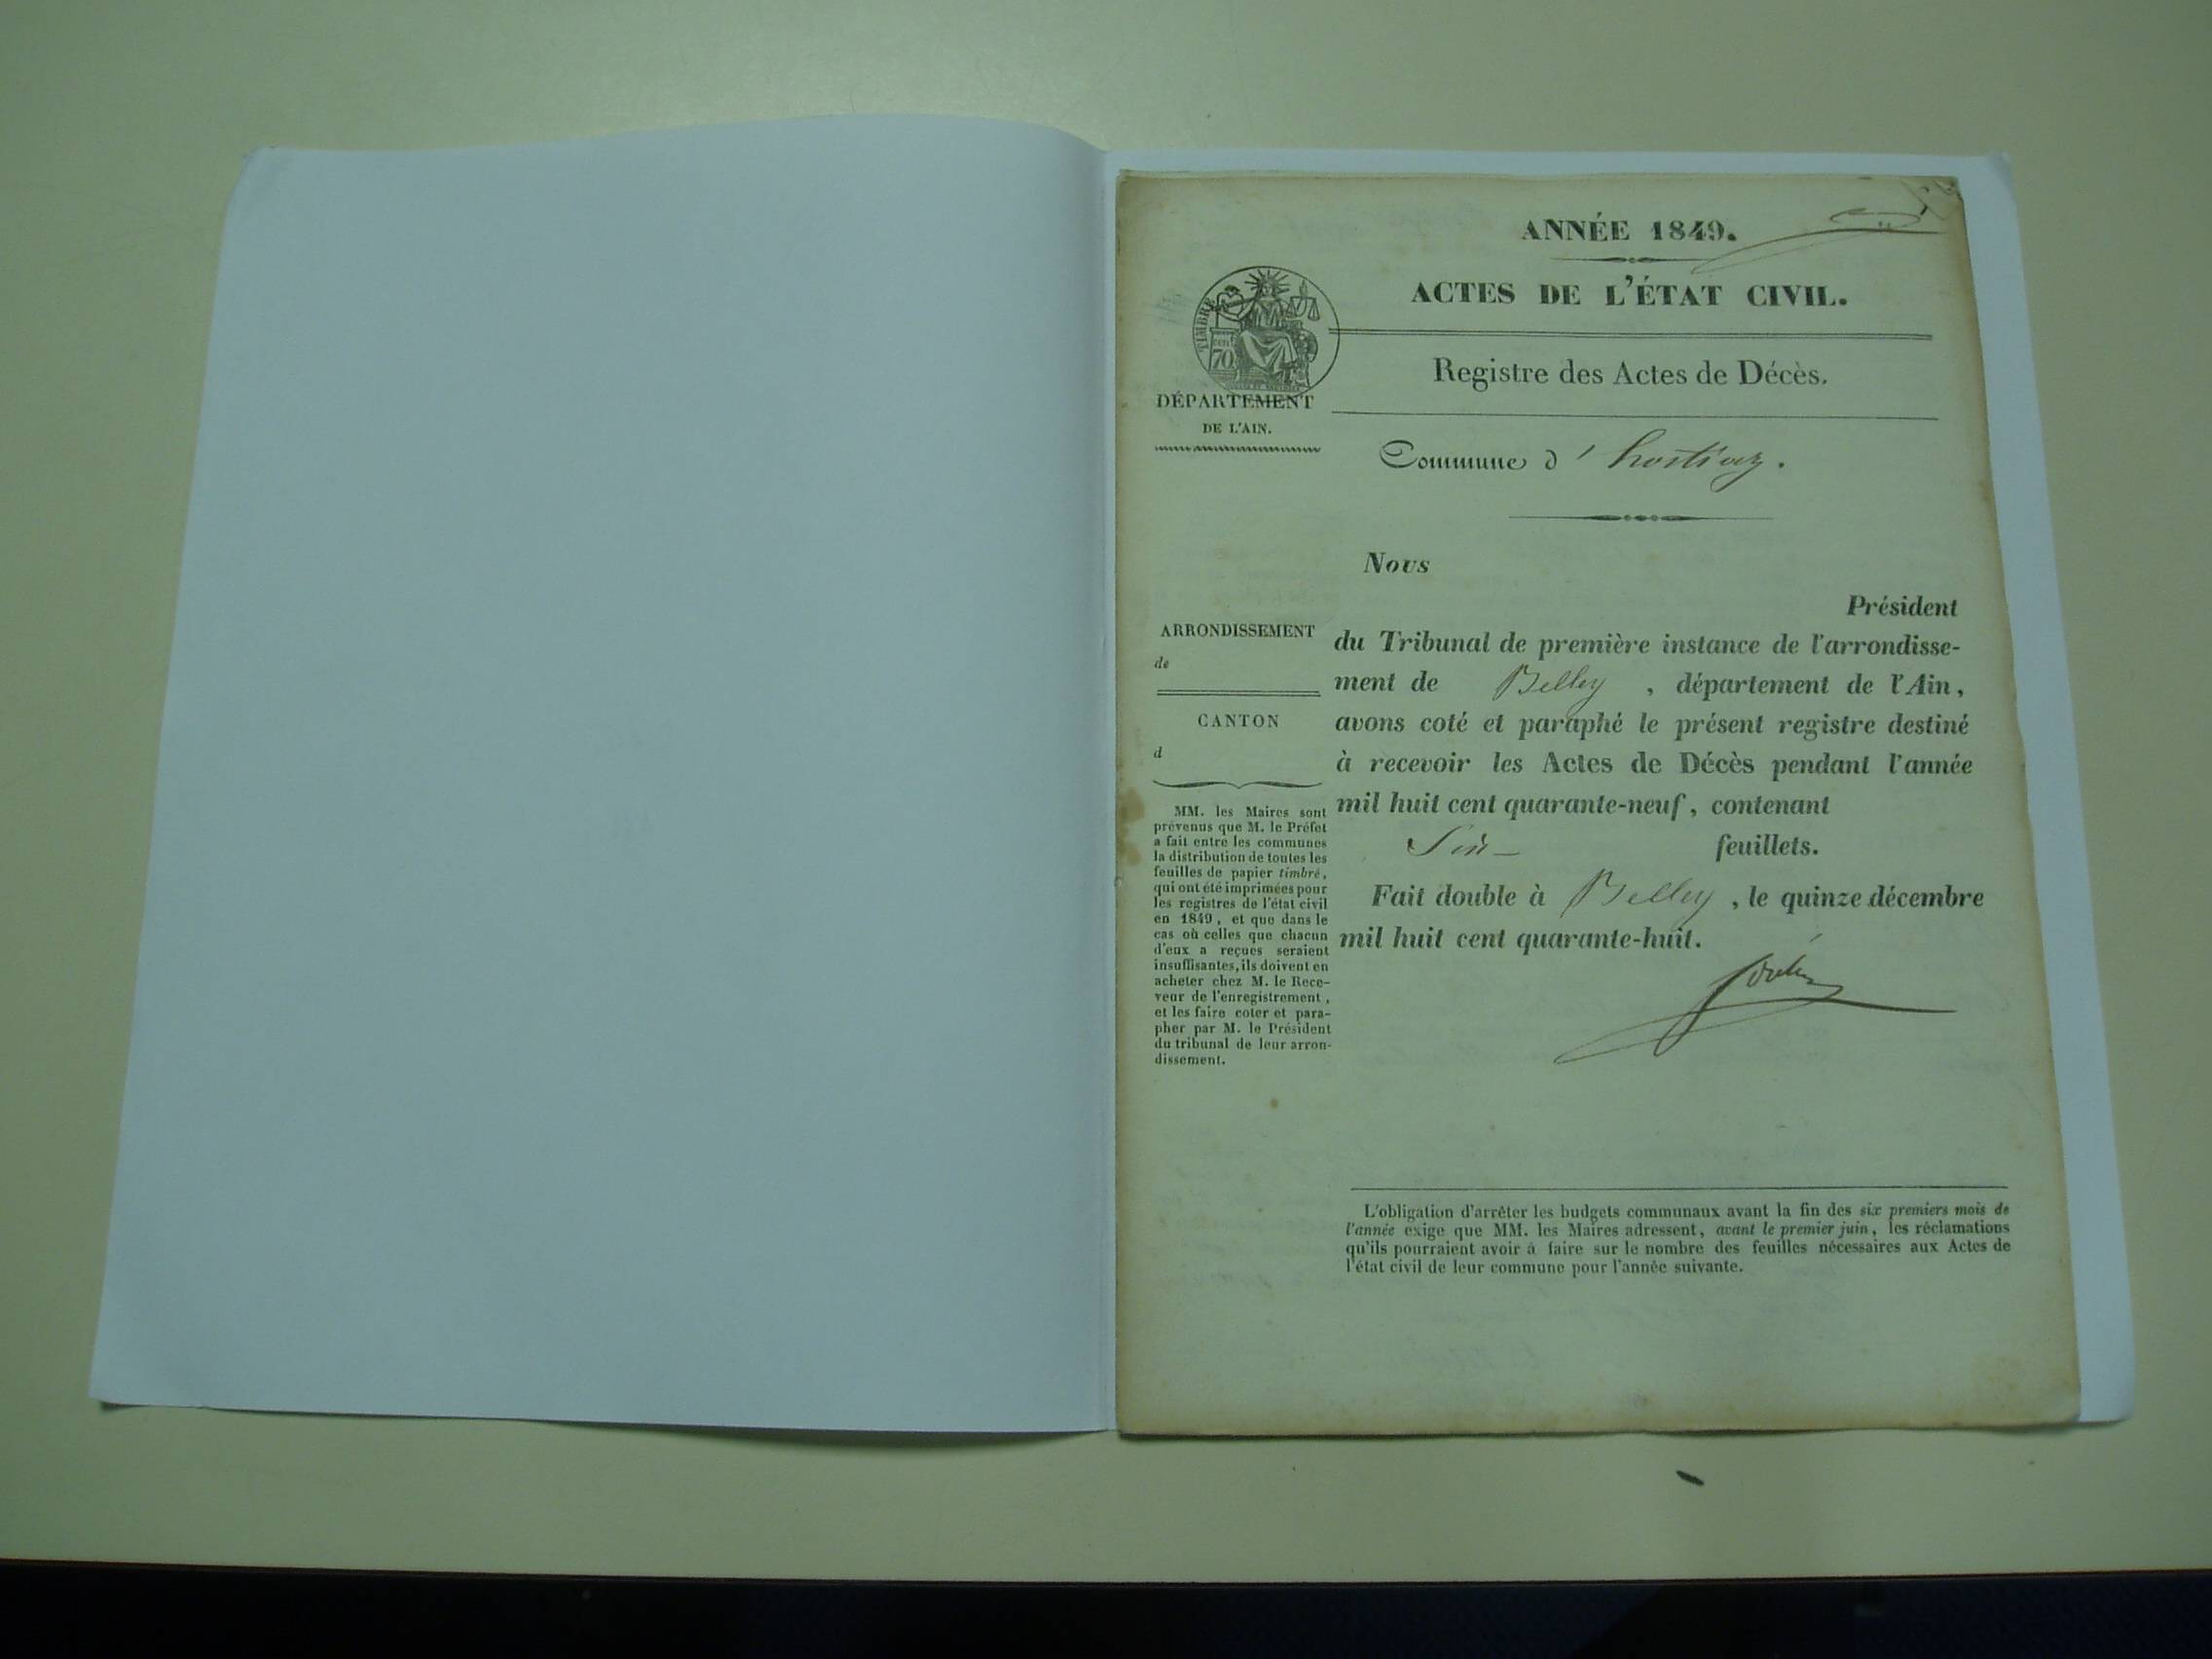 ANNÉE 1849.
ACTES DE L'ÉTAT CIVIL.
TIMBRE
70
Registre des Actes de Décès.
DÉPARTEMENT
DE L'AIN.
Commune d'hostiaz.
Nous
Président
du Tribunal de première instance de l'arrondisse-
ment de Belley, département de l'Ain,
avons coté et paraphé le présent registre destiné
à recevoir les Actes de Décès pendant l'année
mil huit cent quarante-neuf, contenant
Six feuillets.
Fait double à Belley, le quinze décembre
mil huit cent quarante-huit.
ARRONDISSEMENT
de
CANTON
d
MM. les Maires sont
prévenus que M. le Préfet
a fait entre les communes
la distribution de toutes les
feuilles de papier timbré,
qui ont été imprimées pour
les registres de l'état civil
en 1849, et que dans le
cas où celles que chacun
d'eux a reçues seraient
insuffisantes, ils doivent en
acheter chez M. le Rece-
veur de l'enregistrement,
et les faire coter et para-
pher par M. le Président
du tribunal de leur arron-
dissement.
L'obligation d'arrêter les budgets communaux avant la fin des six premiers mois de
l'année exige que MM. les Maires adressent, avant le premier juin, les réclamations
qu'ils pourraient avoir à faire sur le nombre des feuilles nécessaires aux Actes de
l'état civil de leur commune pour l'année suivante.